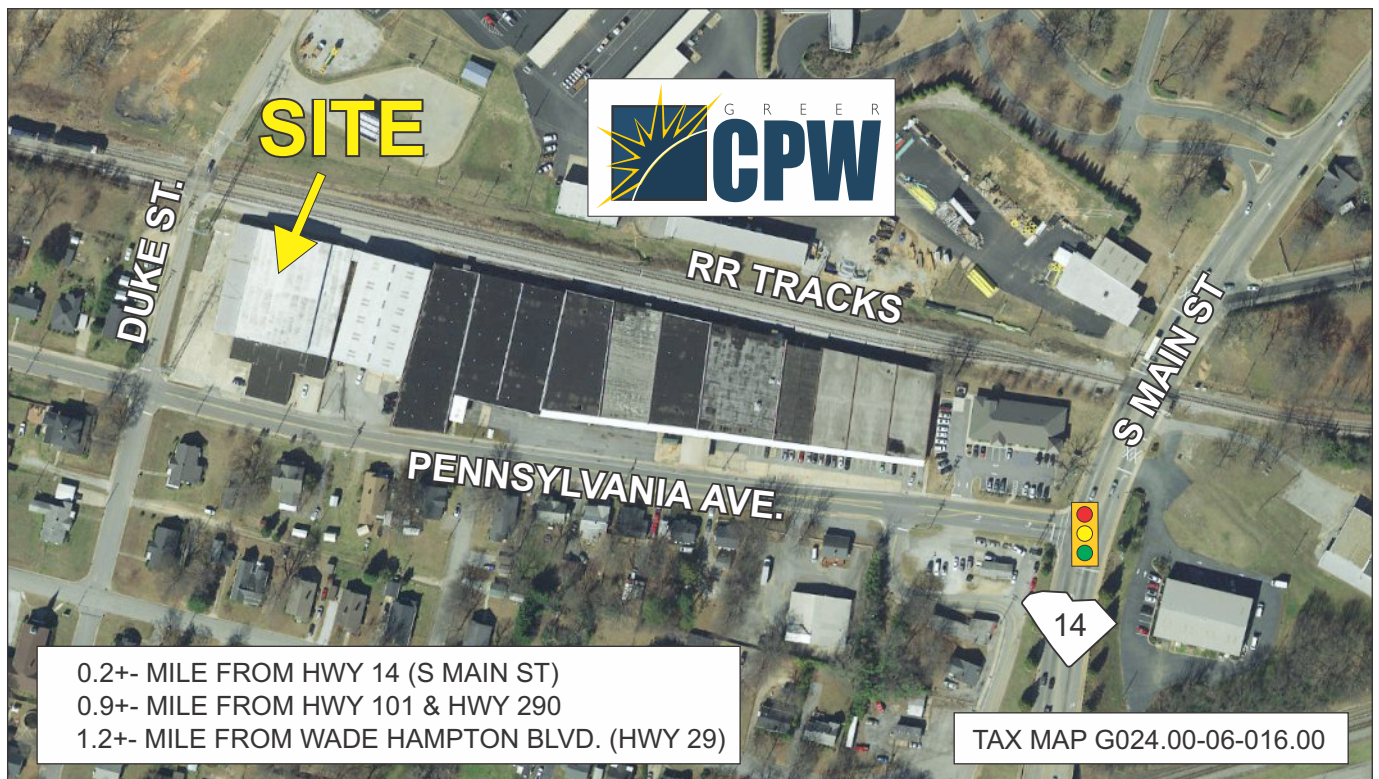 SITE
GREER
CPW
DUKE ST.
RR TRACKS
S MAIN ST
PENNSYLVANIA AVE.
14
0.2+- MILE FROM HWY 14 (S MAIN ST)
0.9+- MILE FROM HWY 101 & HWY 290
1.2+- MILE FROM WADE HAMPTON BLVD. (HWY 29)
TAX MAP G024.00-06-016.00